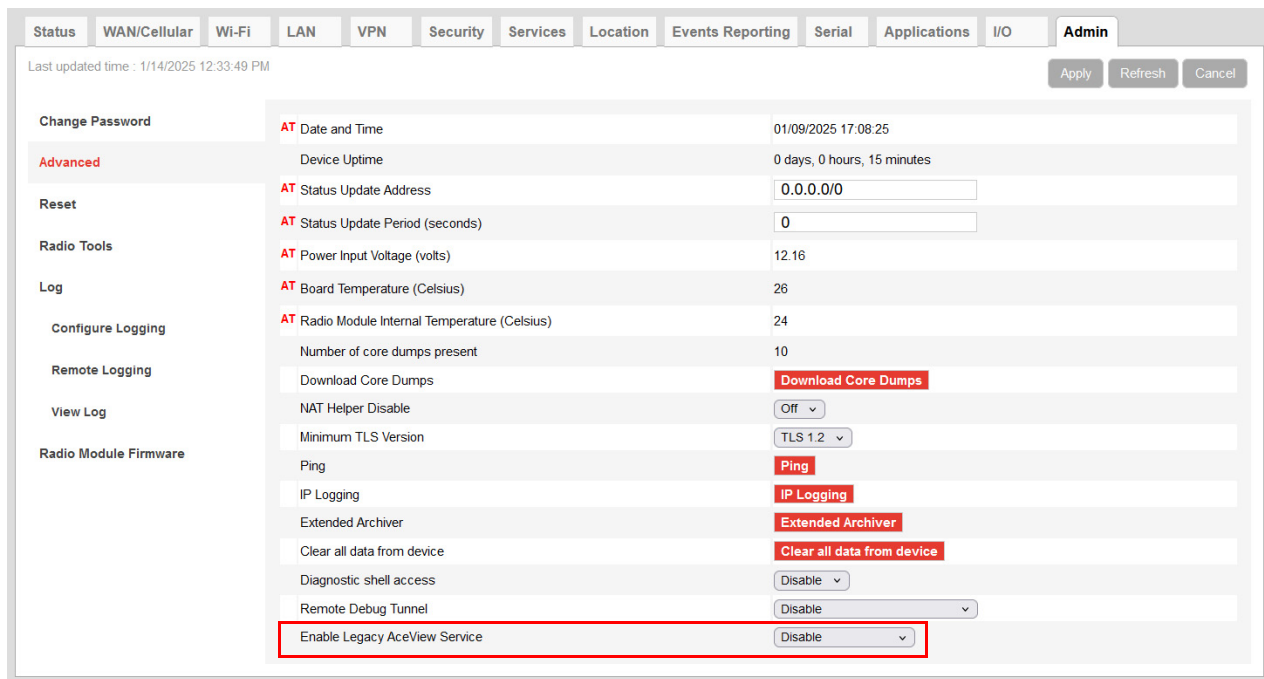 Status WAN/Cellular Wi-Fi LAN VPN Security Services Location Events Reporting Serial Applications I/O Admin
Last updated time : 1/14/2025 12:33:49 PM
Apply Refresh Cancel
Change Password
Advanced
Reset
Radio Tools
Log
Configure Logging
Remote Logging
View Log
Radio Module Firmware
AT Date and Time 01/09/2025 17:08:25
Device Uptime 0 days, 0 hours, 15 minutes
AT Status Update Address 0.0.0.0/0
AT Status Update Period (seconds) 0
AT Power Input Voltage (volts) 12.16
AT Board Temperature (Celsius) 26
AT Radio Module Internal Temperature (Celsius) 24
Number of core dumps present 10
Download Core Dumps Download Core Dumps
NAT Helper Disable Off
Minimum TLS Version TLS 1.2
Ping Ping
IP Logging IP Logging
Extended Archiver Extended Archiver
Clear all data from device Clear all data from device
Diagnostic shell access Disable
Remote Debug Tunnel Disable
Enable Legacy AceView Service Disable